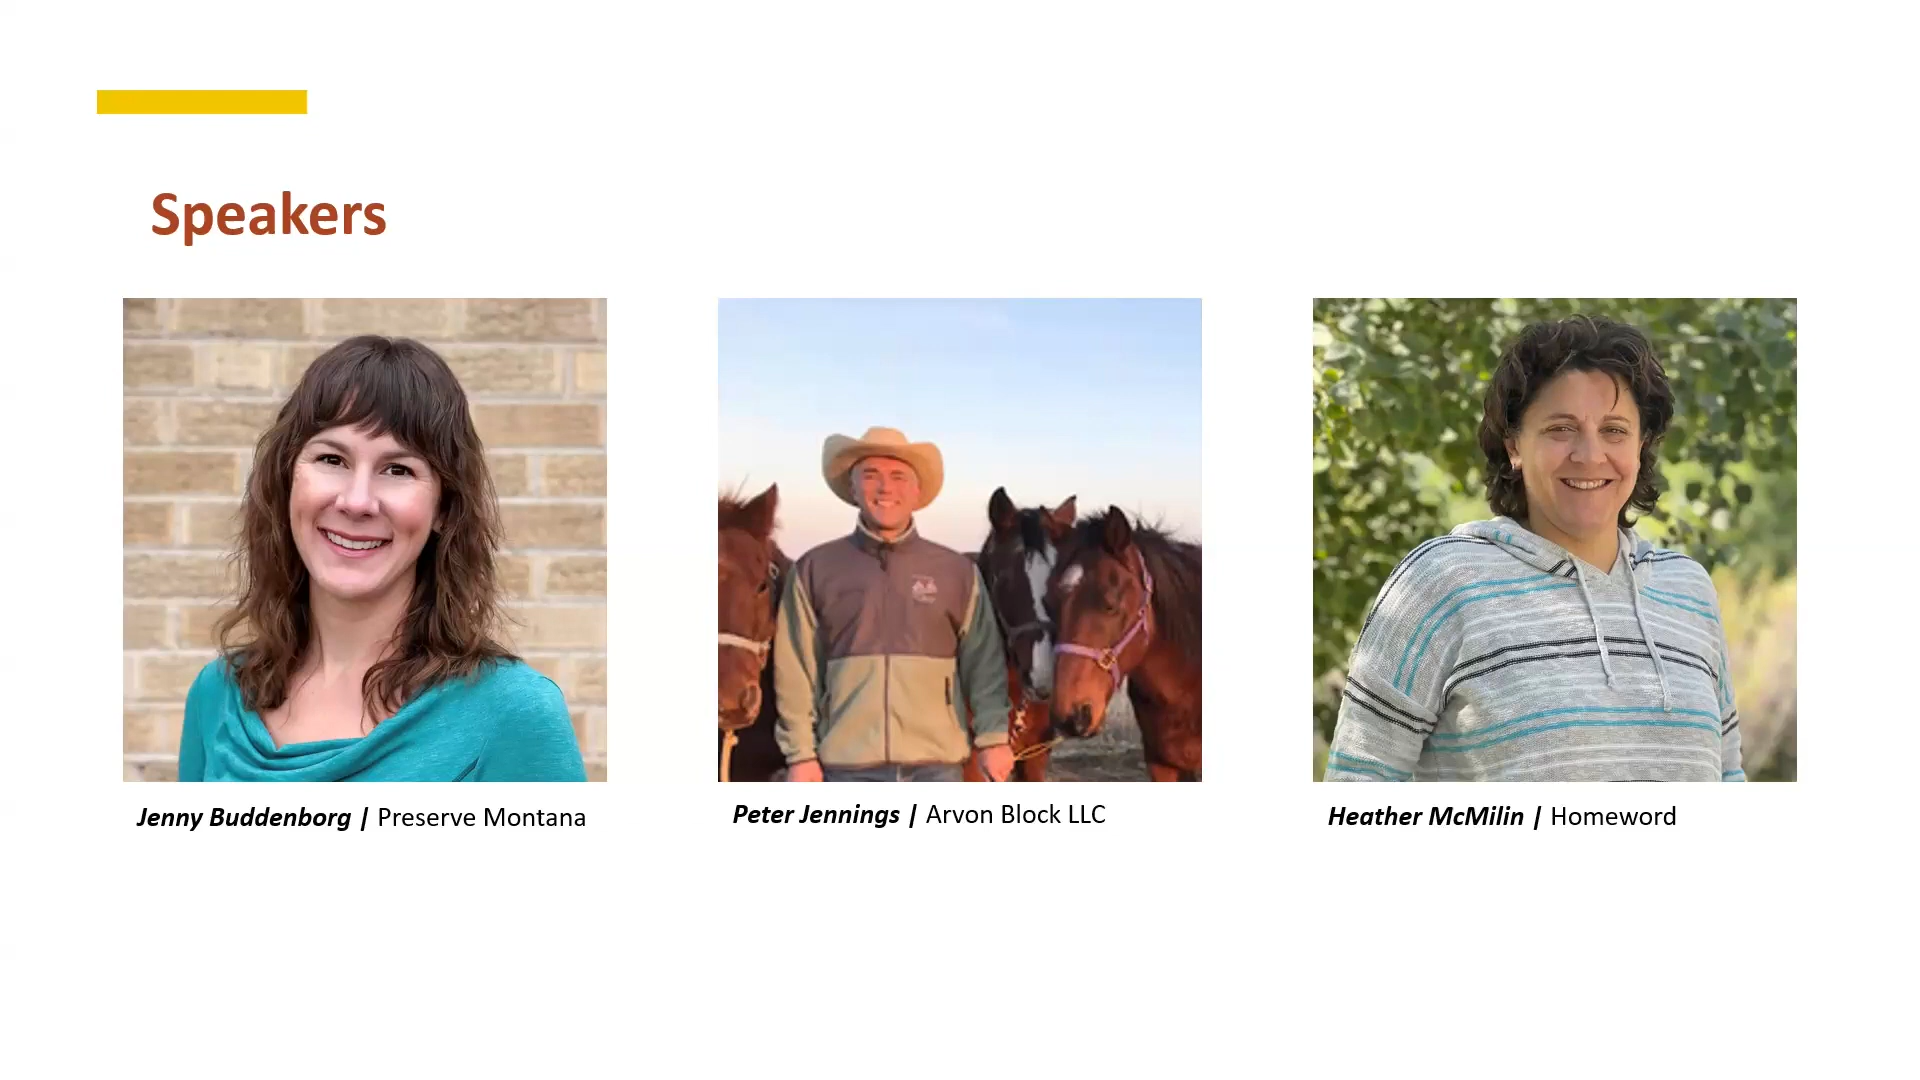 Speakers
Jenny Buddenborg | Preserve Montana
Peter Jennings | Arvon Block LLC
Heather McMilin | Homeword